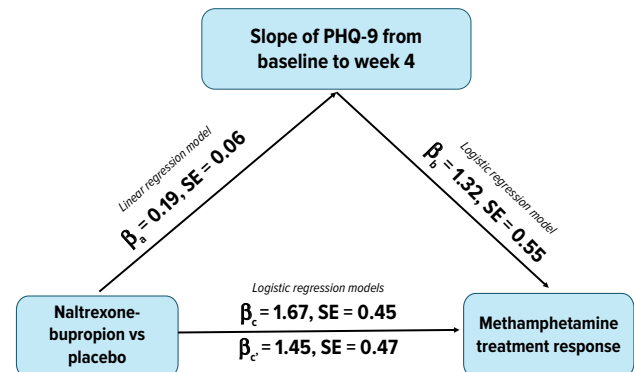 Slope of PHQ-9 from
baseline to week 4
Linear regression model
βa = 0.19, SE = 0.06
Logistic regression model
βb = 1.32, SE = 0.55
Naltrexone-
bupropion vs
placebo
Logistic regression models
βc = 1.67, SE = 0.45
βc' = 1.45, SE = 0.47
Methamphetamine
treatment response